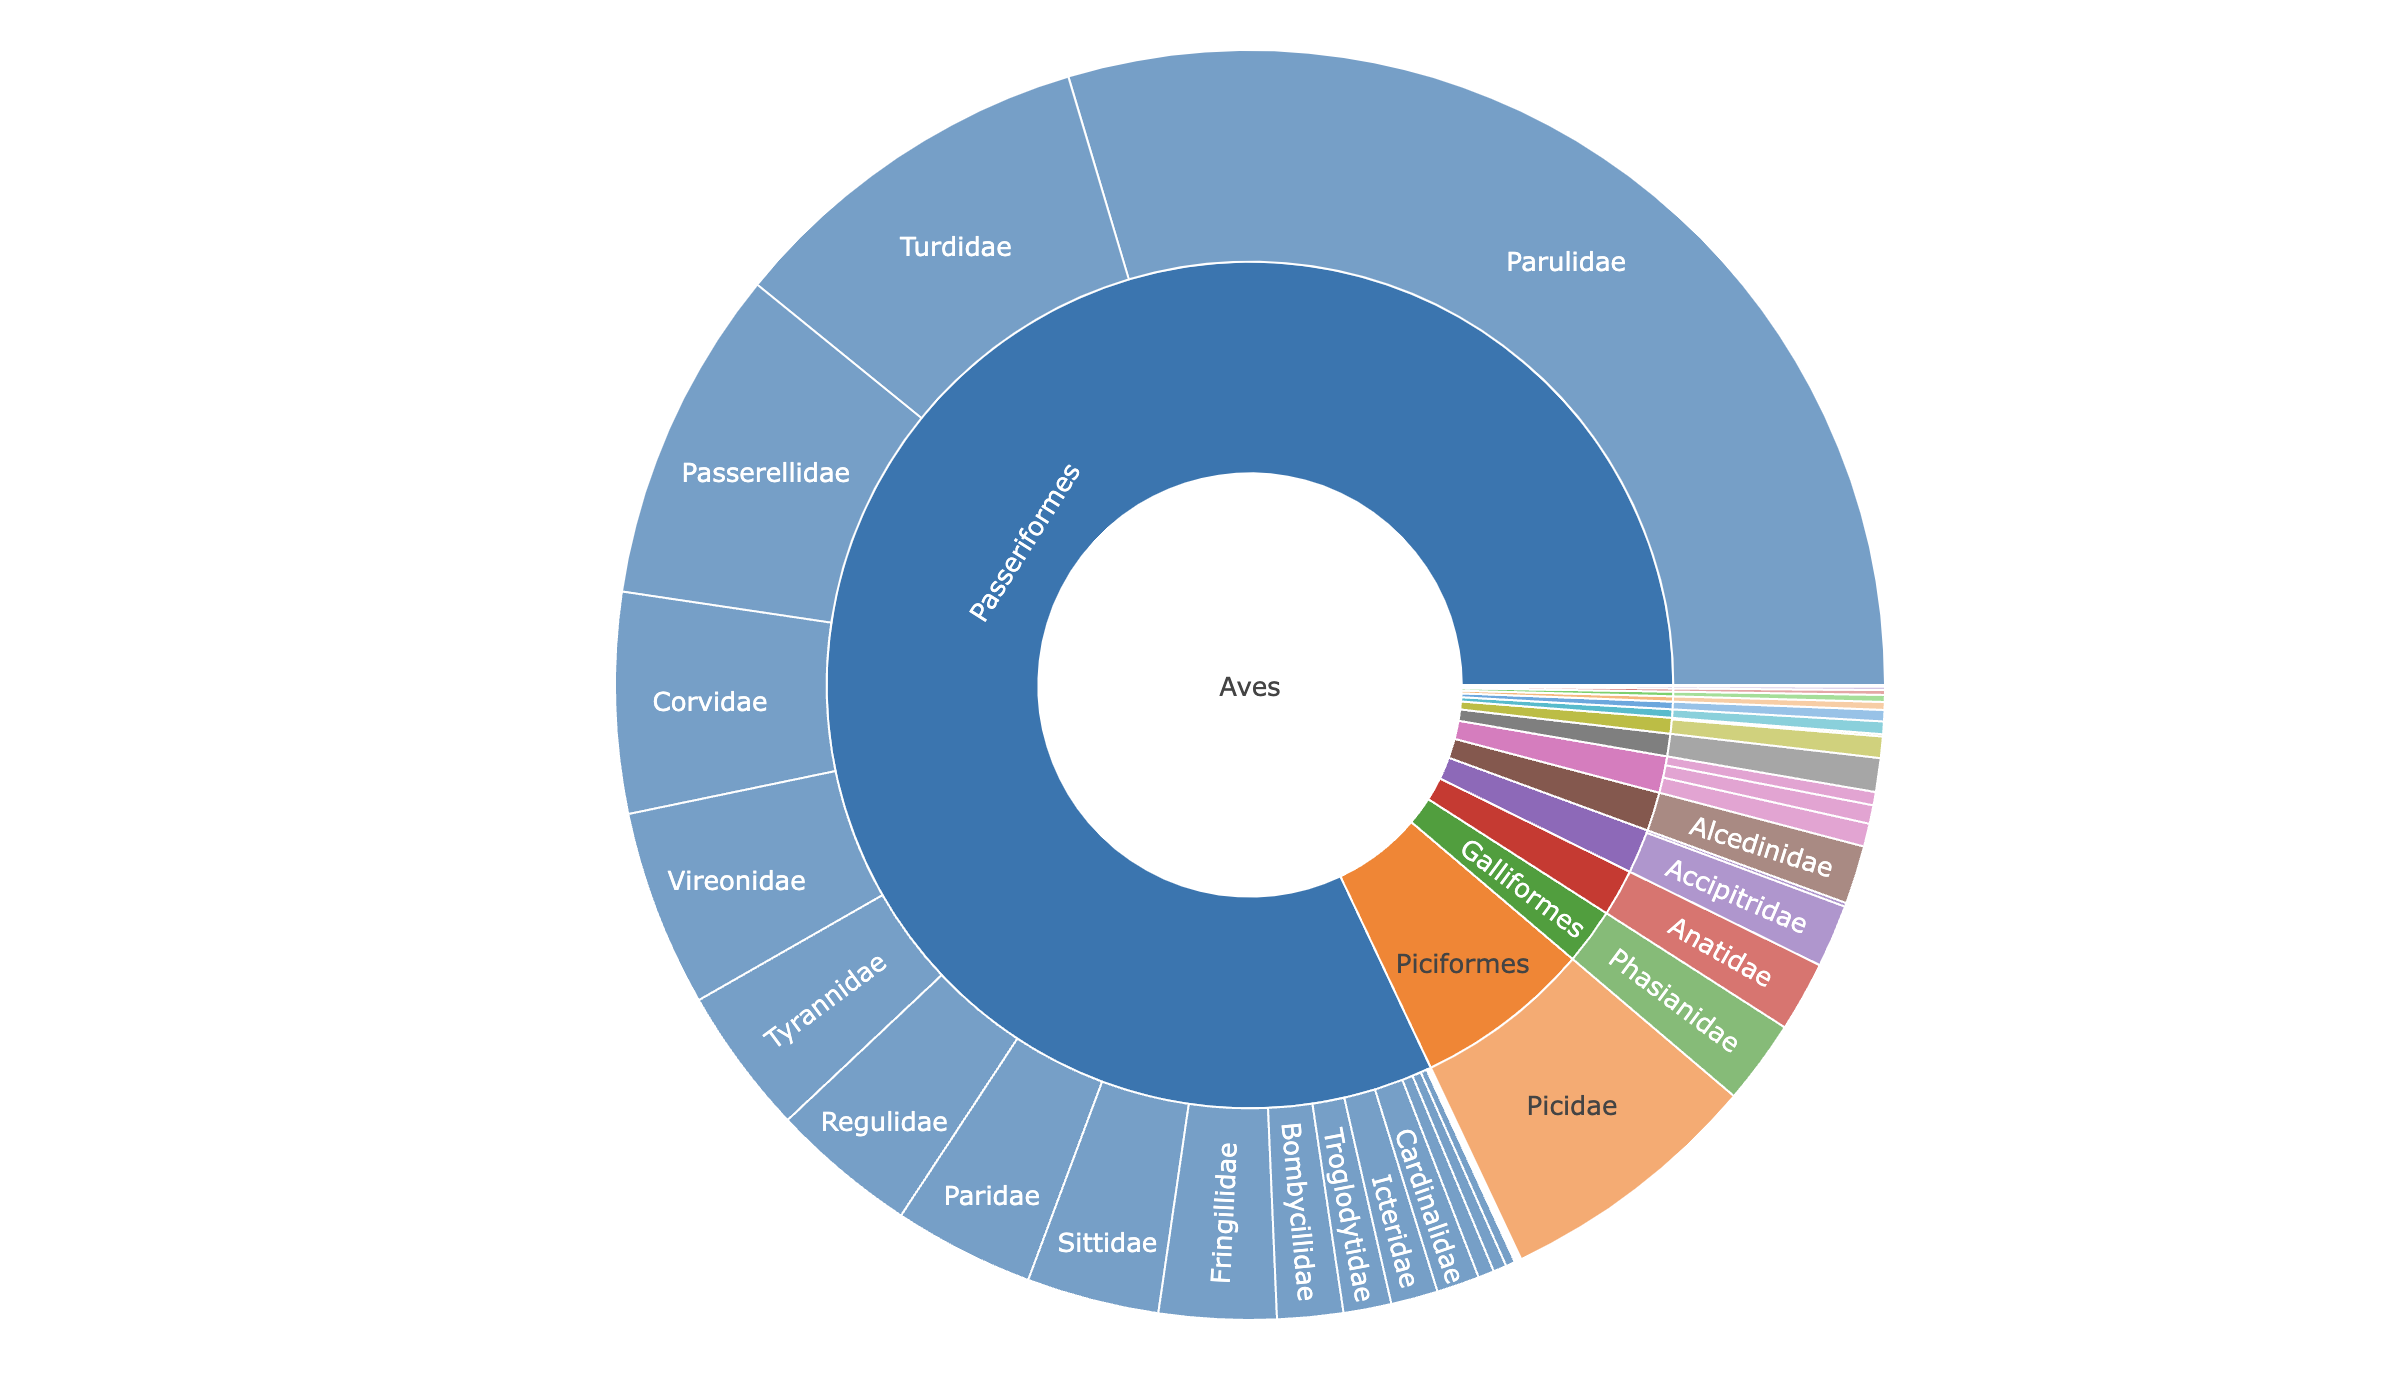 Parulidae
Turdidae
Passerellidae
Corvidae
Vireonidae
Tyrannidae
Regulidae
Paridae
Sittidae
Fringillidae
Bombycillidae
Troglodytidae
Icteridae
Cardinalidae
Passeriformes
Aves
Piciformes
Picidae
Galliformes
Phasianidae
Anatidae
Accipitridae
Alcedinidae